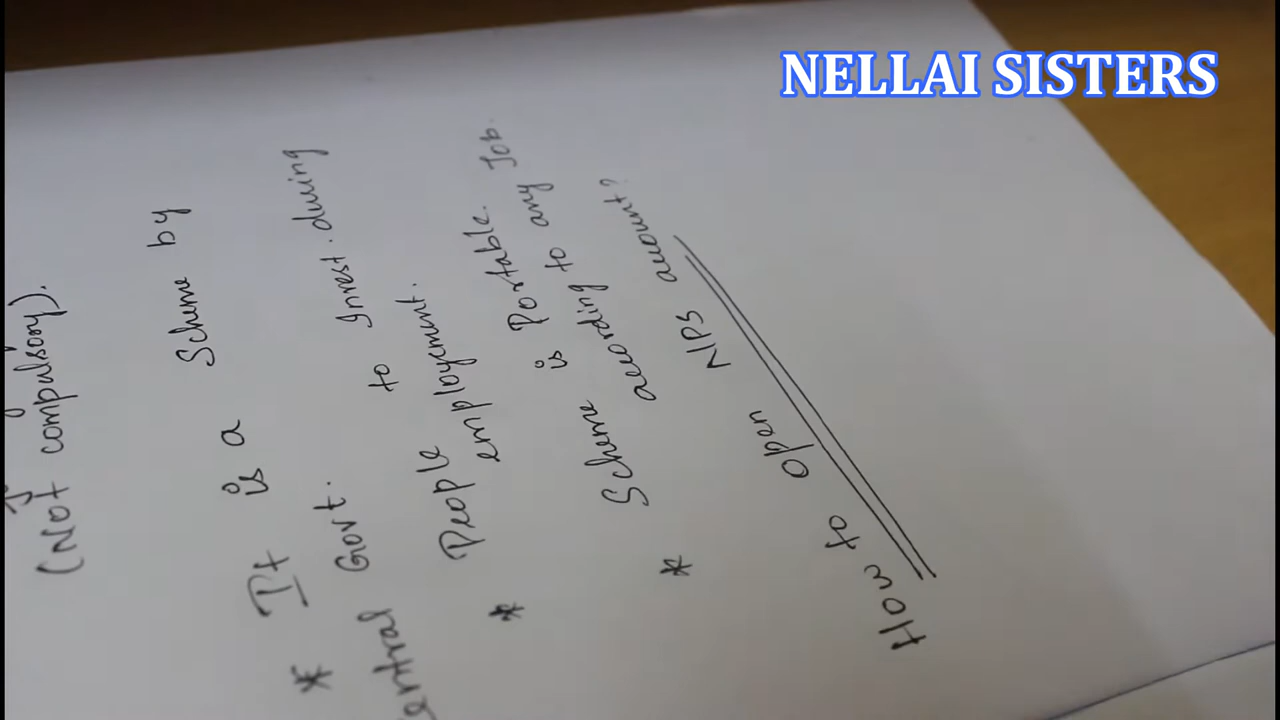 NELLAI SISTERS
(Not compulsory).
* It is a Scheme by
Central Govt.
* People to Invest during
employement.
* Scheme is Portable.
according to any Job.
How to open NPS account?